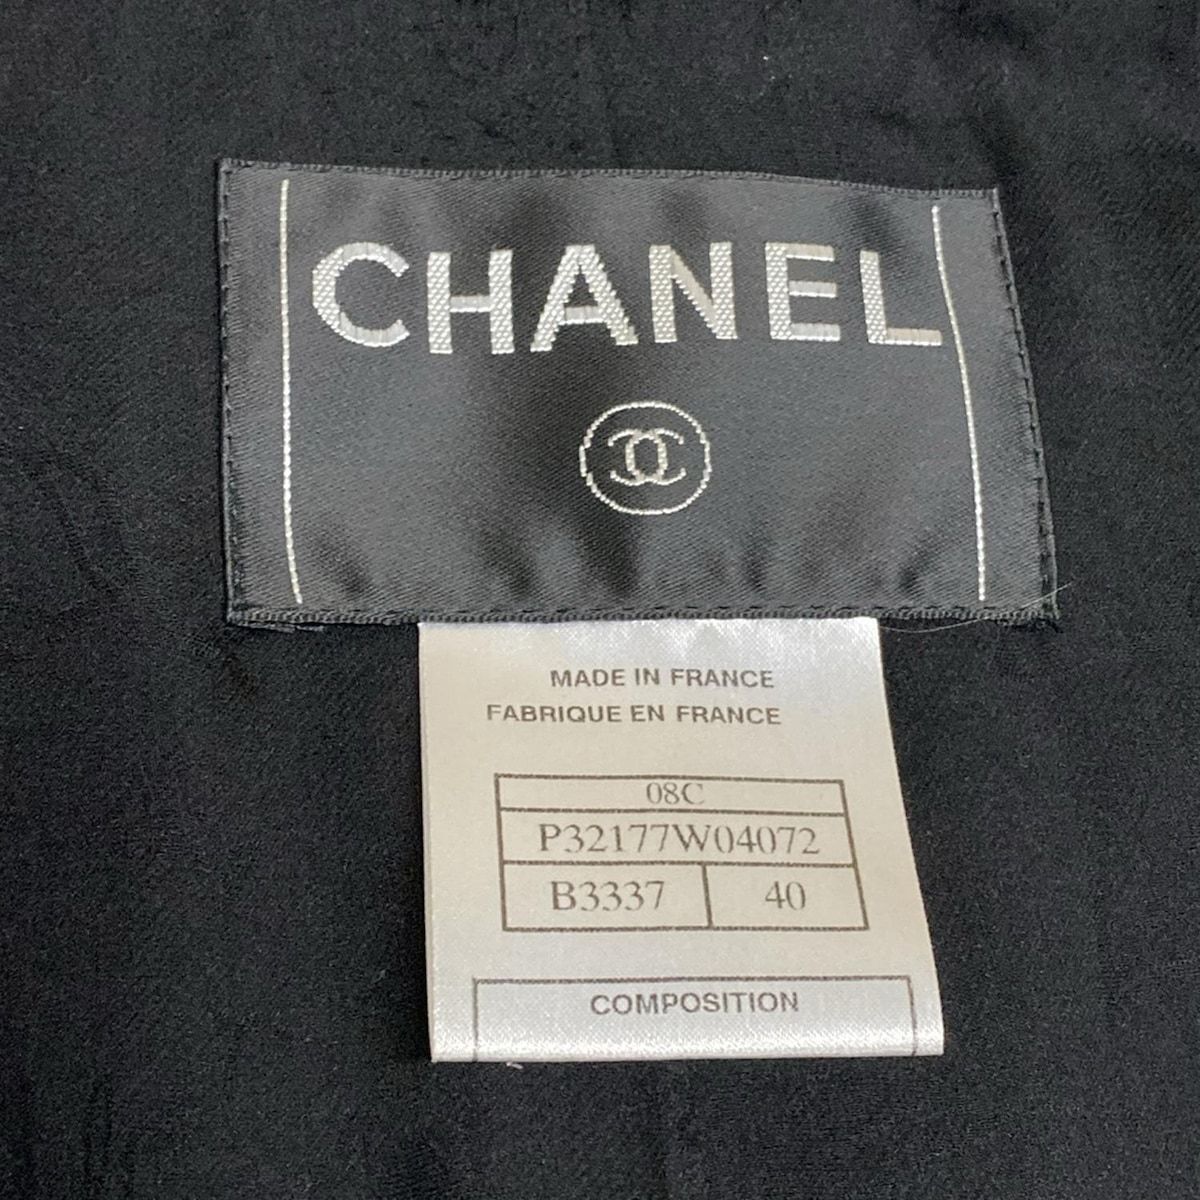 CHANEL
MADE IN FRANCE
FABRIQUE EN FRANCE
08C
P32177W04072
B3337 40
COMPOSITION